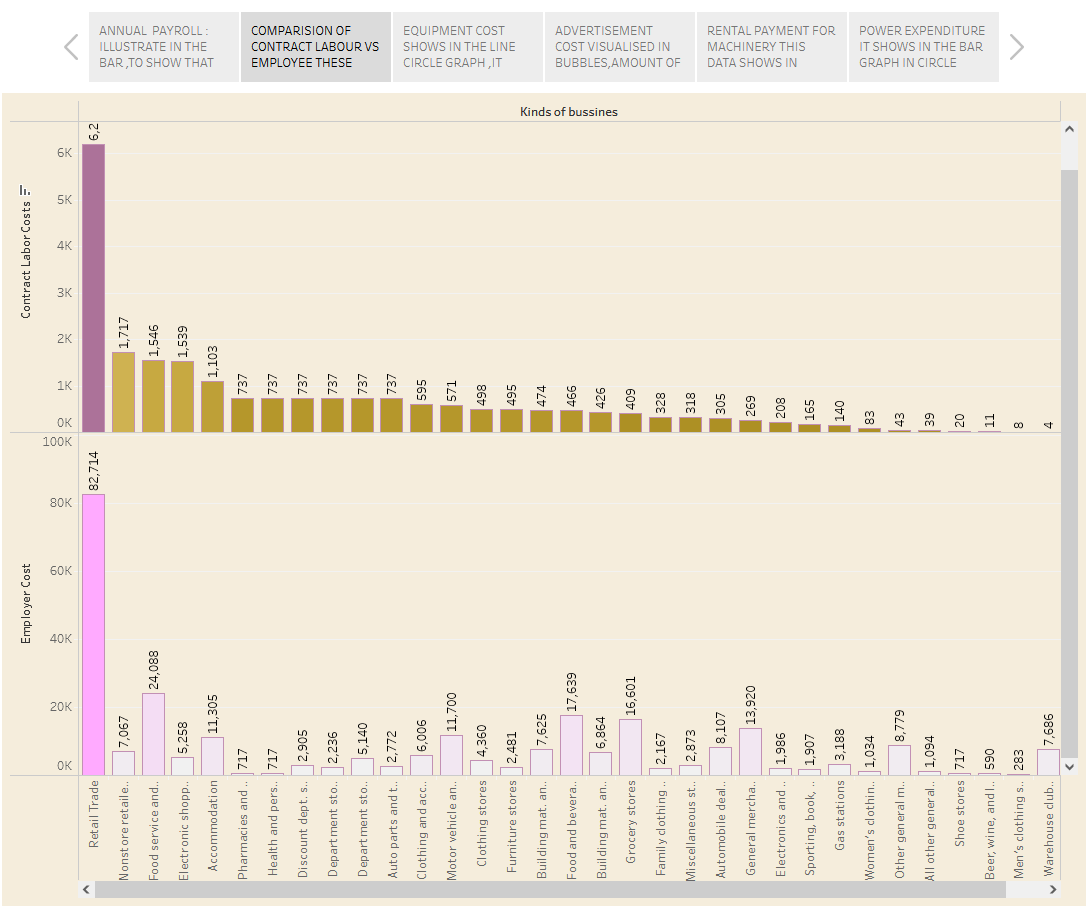 ANNUAL  PAYROLL :
ILLUSTRATE IN THE
BAR ,TO SHOW THAT
COMPARISION OF
CONTRACT LABOUR VS
EMPLOYEE THESE
EQUIPMENT COST
SHOWS IN THE LINE
CIRCLE GRAPH ,IT
ADVERTISEMENT
COST VISUALISED IN
BUBBLES,AMOUNT OF
RENTAL PAYMENT FOR
MACHINERY THIS
DATA SHOWS IN
POWER EXPENDITURE
IT SHOWS IN THE BAR
GRAPH IN CIRCLE
Kinds of bussines
Contract Labor Costs
6K
5K
4K
3K
2K
1K
0K
6,2
1,717
1,546
1,539
1,103
737
737
737
737
737
737
595
571
498
495
474
466
426
409
328
318
305
269
208
165
140
83
43
39
20
11
8
4
Employer Cost
100K
80K
60K
40K
20K
0K
82,714
7,067
24,088
5,258
11,305
717
717
2,905
2,236
5,140
2,772
6,006
11,700
4,360
2,481
7,625
17,639
6,864
16,601
2,167
2,873
8,107
13,920
1,986
1,907
3,188
1,034
8,779
1,094
717
590
283
7,686
Retail Trade
Nonstore retaile..
Food service and..
Electronic shopp..
Accommodation
Pharmacies and ..
Health and pers..
Discount dept. s..
Department sto..
Department sto..
Auto parts and t..
Clothing and acc..
Motor vehicle an..
Clothing stores
Furniture stores
Building mat. an..
Food and bevera..
Building mat. an..
Grocery stores
Family clothing ..
Miscellaneous st..
Automobile deal..
General mercha..
Electronics and ..
Sporting, book, ..
Gas stations
Women's clothin..
Other general m..
All other general..
Shoe stores
Beer, wine, and l..
Men's clothing s..
Warehouse club..